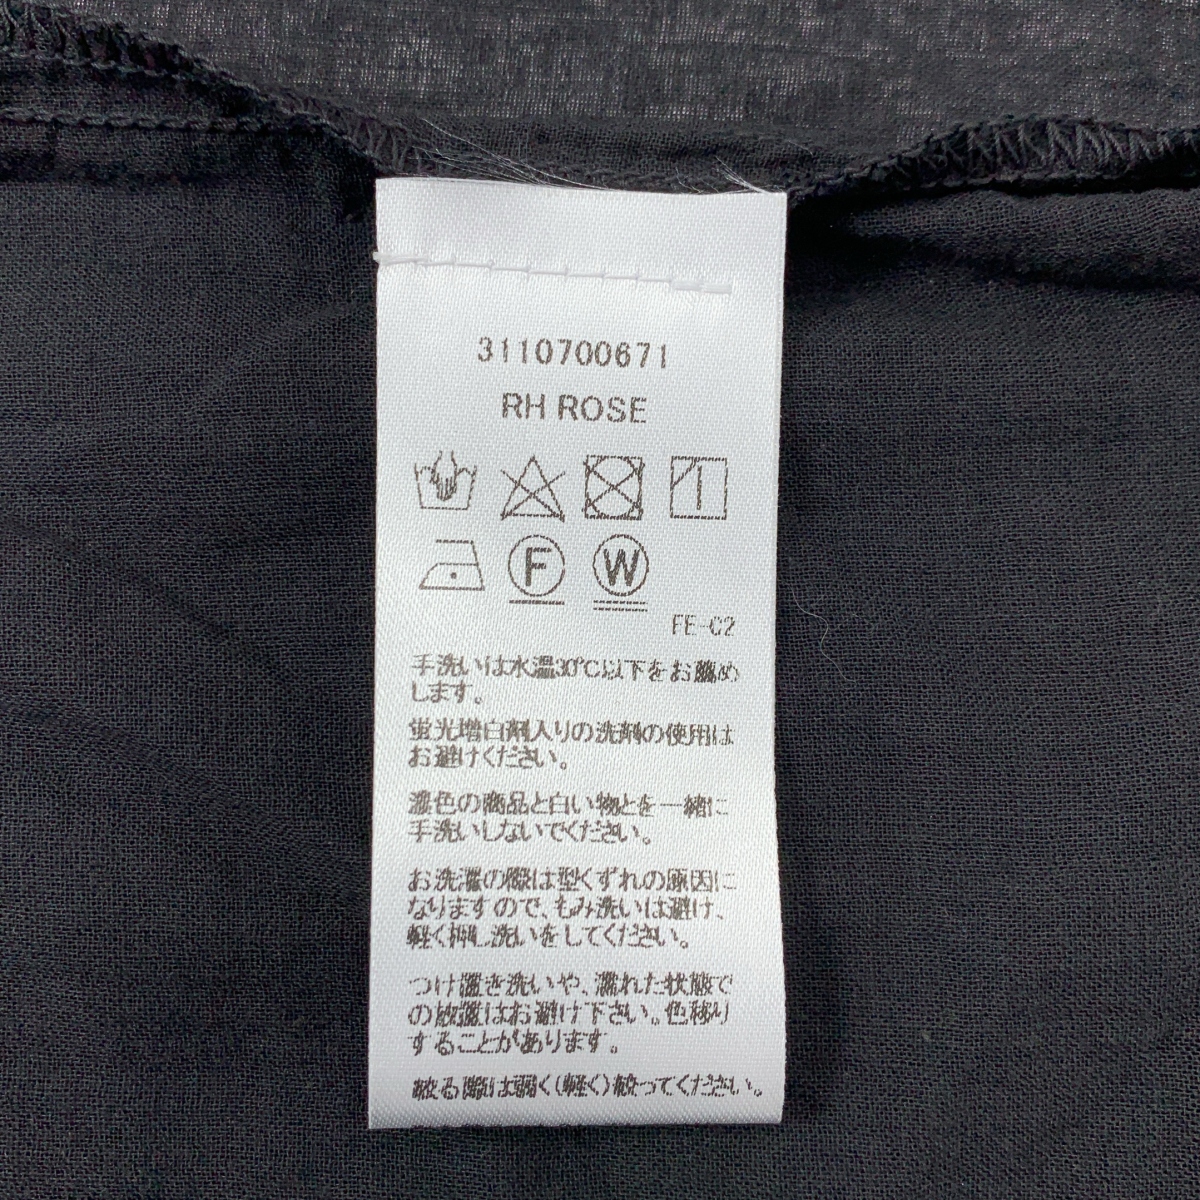 3110700671
RH ROSE
F W
FE-C2
手洗いは水温30℃以下をお薦め
します。
蛍光増白剤入りの洗剤の使用は
お避けください。
濃色の商品と白い物とを一緒に
手洗いしないでください。
お洗濯の際は型くずれの原因に
なりますので、もみ洗いは避け、
軽く押し洗いをしてください。
つけ置き洗いや、濡れた状態で
の放置はお避け下さい。色移り
することがあります。
絞る際は弱く(軽く)絞ってください。